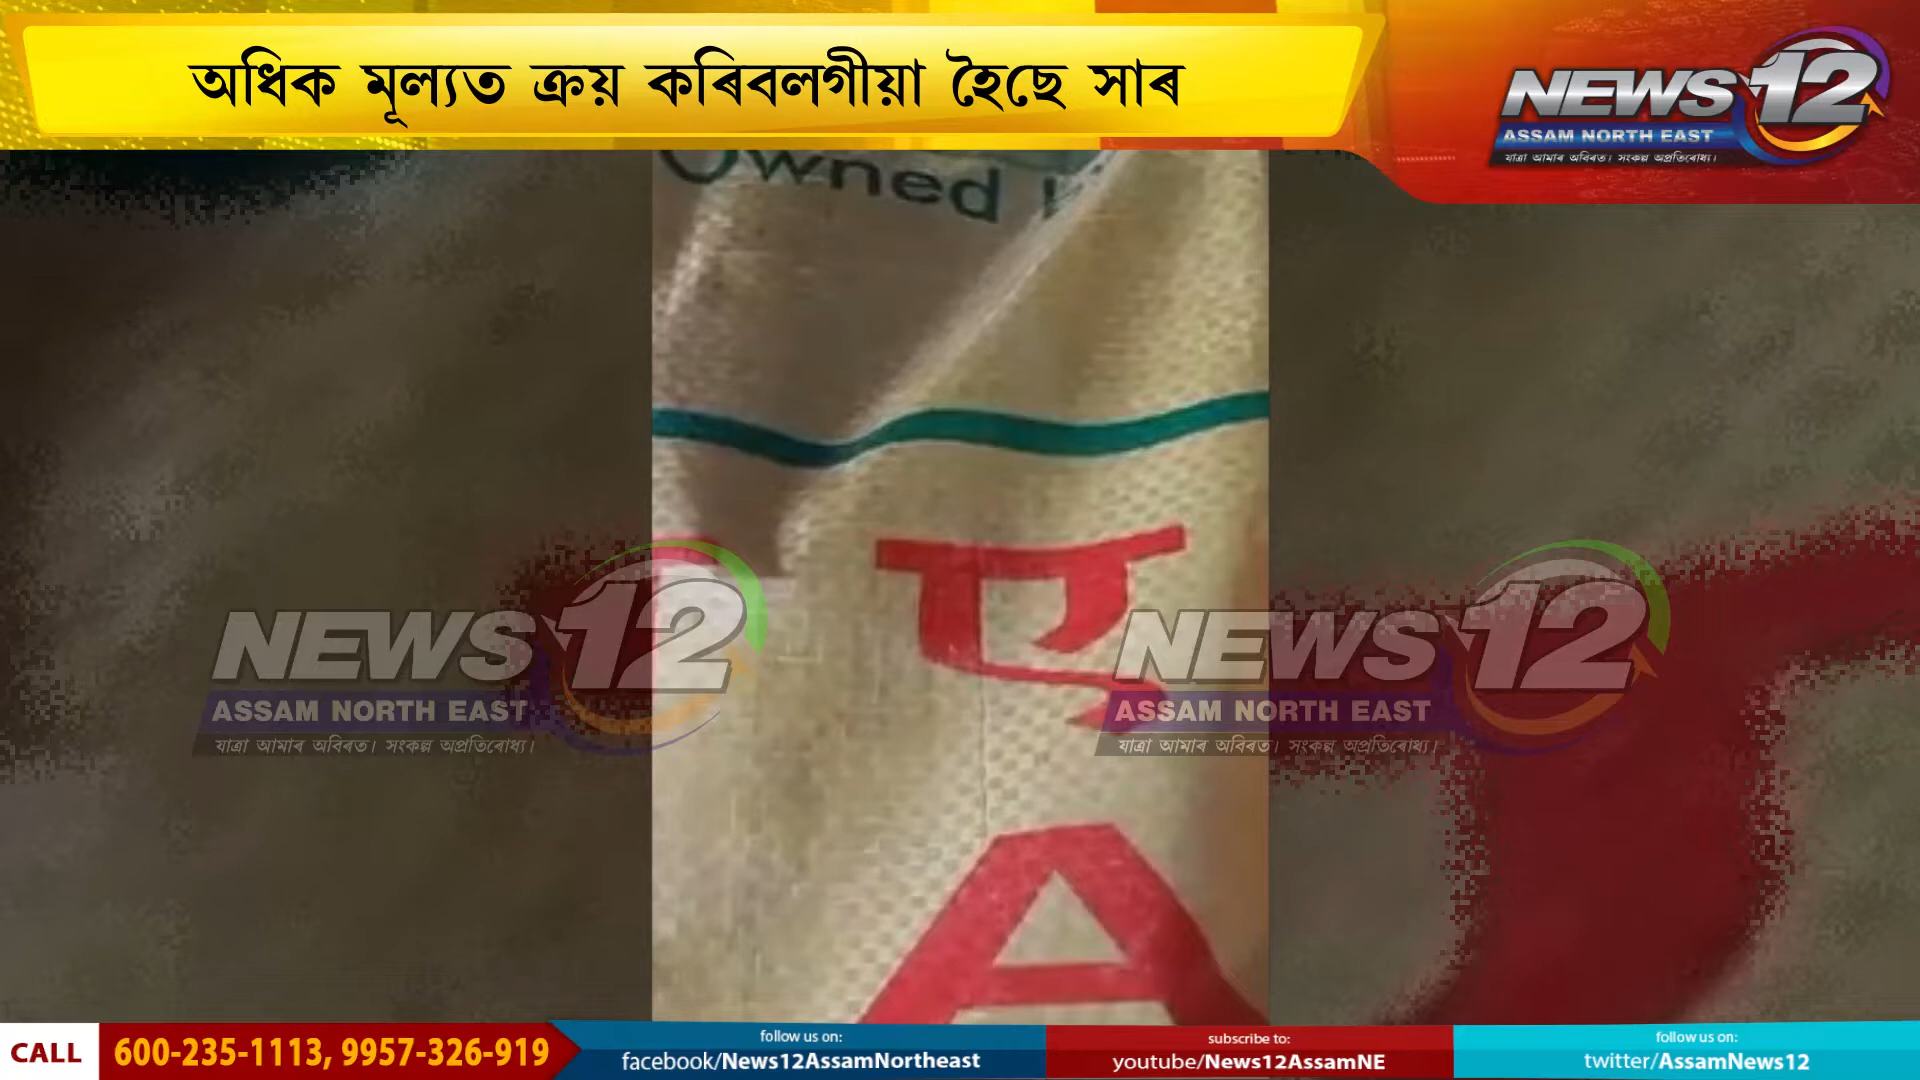 অধিক মূল্যত ক্ৰয় কৰিবলগীয়া হৈছে সাৰ
NEWS 12
ASSAM NORTH EAST
যাত্ৰা আমাৰ অবিৰত। সংকল্প অপ্ৰতিৰোধ্য।
Owned
ए
A
NEWS 12
ASSAM NORTH EAST
যাত্ৰা আমাৰ অবিৰত। সংকল্প অপ্ৰতিৰোধ্য।
NEWS 12
ASSAM NORTH EAST
যাত্ৰা আমাৰ অবিৰত। সংকল্প অপ্ৰতিৰোধ্য।
CALL 600-235-1113, 9957-326-919
follow us on:
facebook/News12AssamNortheast
subscribe to:
youtube/News12AssamNE
follow us on:
twitter/AssamNews12